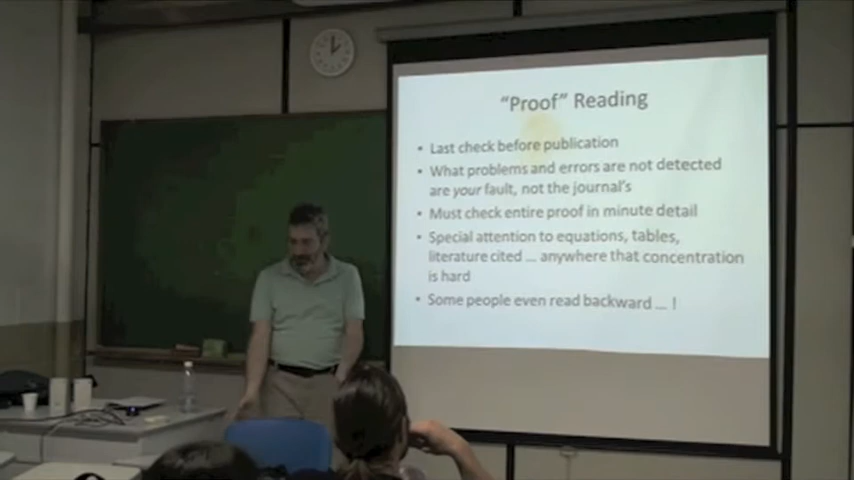 "Proof" Reading
• Last check before publication
• What problems and errors are not detected
are your fault, not the journal's
• Must check entire proof in minute detail
• Special attention to equations, tables,
literature cited ... anywhere that concentration
is hard
• Some people even read backward ... !